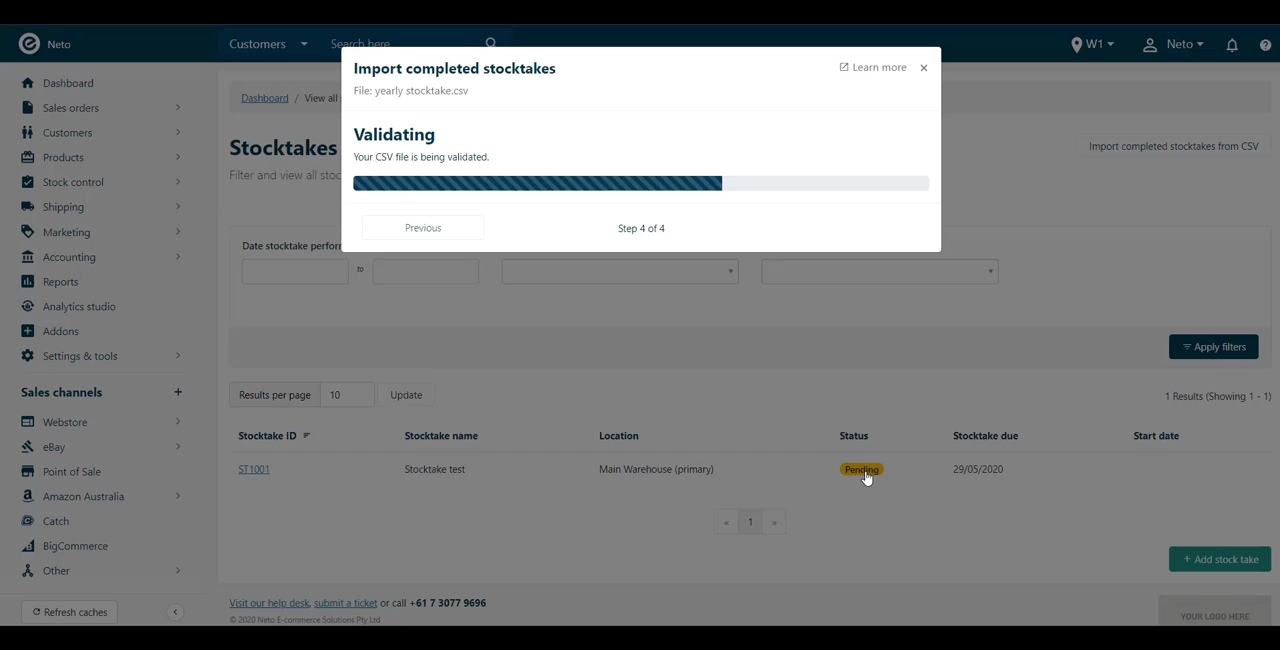 Neto
Customers
Search here
W1
Neto
Import completed stocktakes
Learn more
×
File: yearly stocktake.csv
Validating
Your CSV file is being validated.
Previous
Step 4 of 4
Dashboard
Sales orders
Customers
Products
Stock control
Shipping
Marketing
Accounting
Reports
Analytics studio
Addons
Settings & tools
Sales channels +
Webstore
eBay
Point of Sale
Amazon Australia
Catch
BigCommerce
Other
Refresh caches
Dashboard / View all
Stocktakes
Import completed stocktakes from CSV
Filter and view all
Date stocktake
to
Apply filters
Results per page 10 Update
1 Results (Showing 1 - 1)
Stocktake ID Stocktake name Location Status Stocktake due Start date
ST1001 Stocktake test Main Warehouse (primary) Pending 29/05/2020
« 1 »
+ Add stock take
Visit our help desk, submit a ticket or call +61 7 3077 9696
© 2020 Neto E-commerce Solutions Pty Ltd
YOUR LOGO HERE